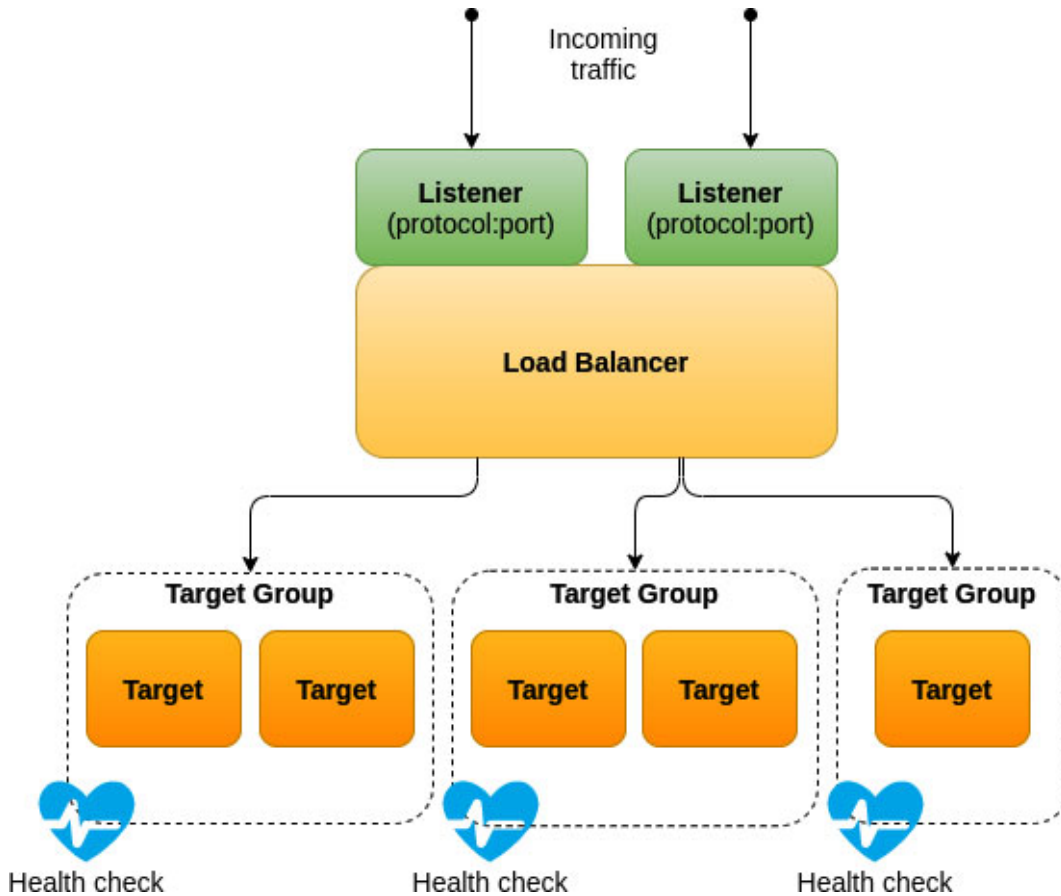 Incoming
traffic
Listener
(protocol:port)
Listener
(protocol:port)
Load Balancer
Target Group
Target Group
Target Group
Target
Target
Target
Target
Target
Health check
Health check
Health check